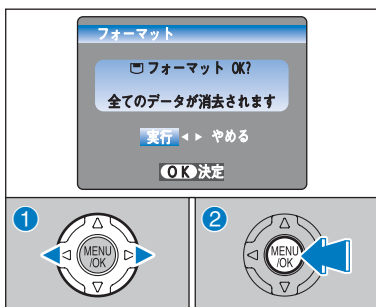 フォーマット
フォーマット OK?
全てのデータが消去されます
実行 やめる
OK 決定
1
MENU
/OK
2
MENU
/OK